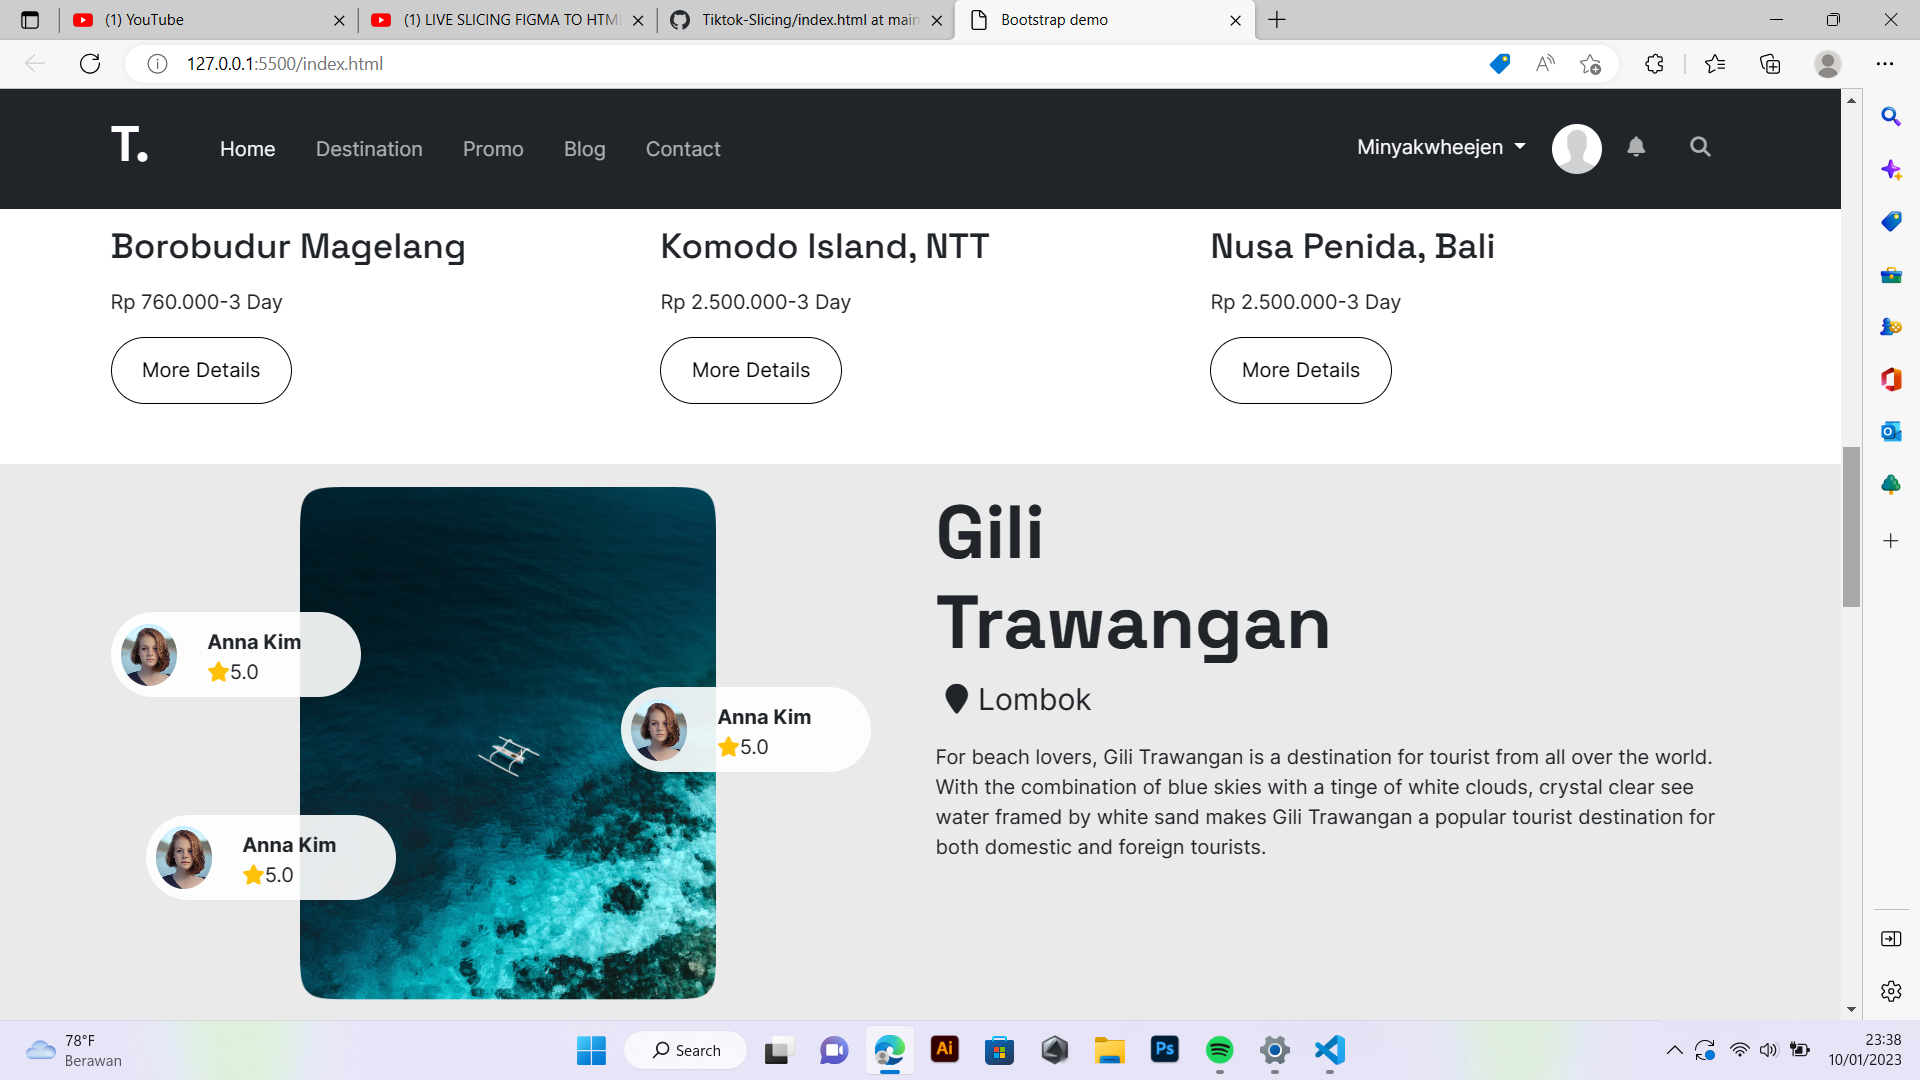 (1) YouTube
(1) LIVE SLICING FIGMA TO HTM
Tiktok-Slicing/index.html at main
Bootstrap demo
127.0.0.1:5500/index.html
T.
Home
Destination
Promo
Blog
Contact
Minyakwheejen
Borobudur Magelang
Rp 760.000-3 Day
More Details
Komodo Island, NTT
Rp 2.500.000-3 Day
More Details
Nusa Penida, Bali
Rp 2.500.000-3 Day
More Details
Anna Kim
5.0
Anna Kim
5.0
Anna Kim
5.0
Gili
Trawangan
Lombok
For beach lovers, Gili Trawangan is a destination for tourist from all over the world.
With the combination of blue skies with a tinge of white clouds, crystal clear see
water framed by white sand makes Gili Trawangan a popular tourist destination for
both domestic and foreign tourists.
78°F
Berawan
Search
Ai
Ps
23:38
10/01/2023